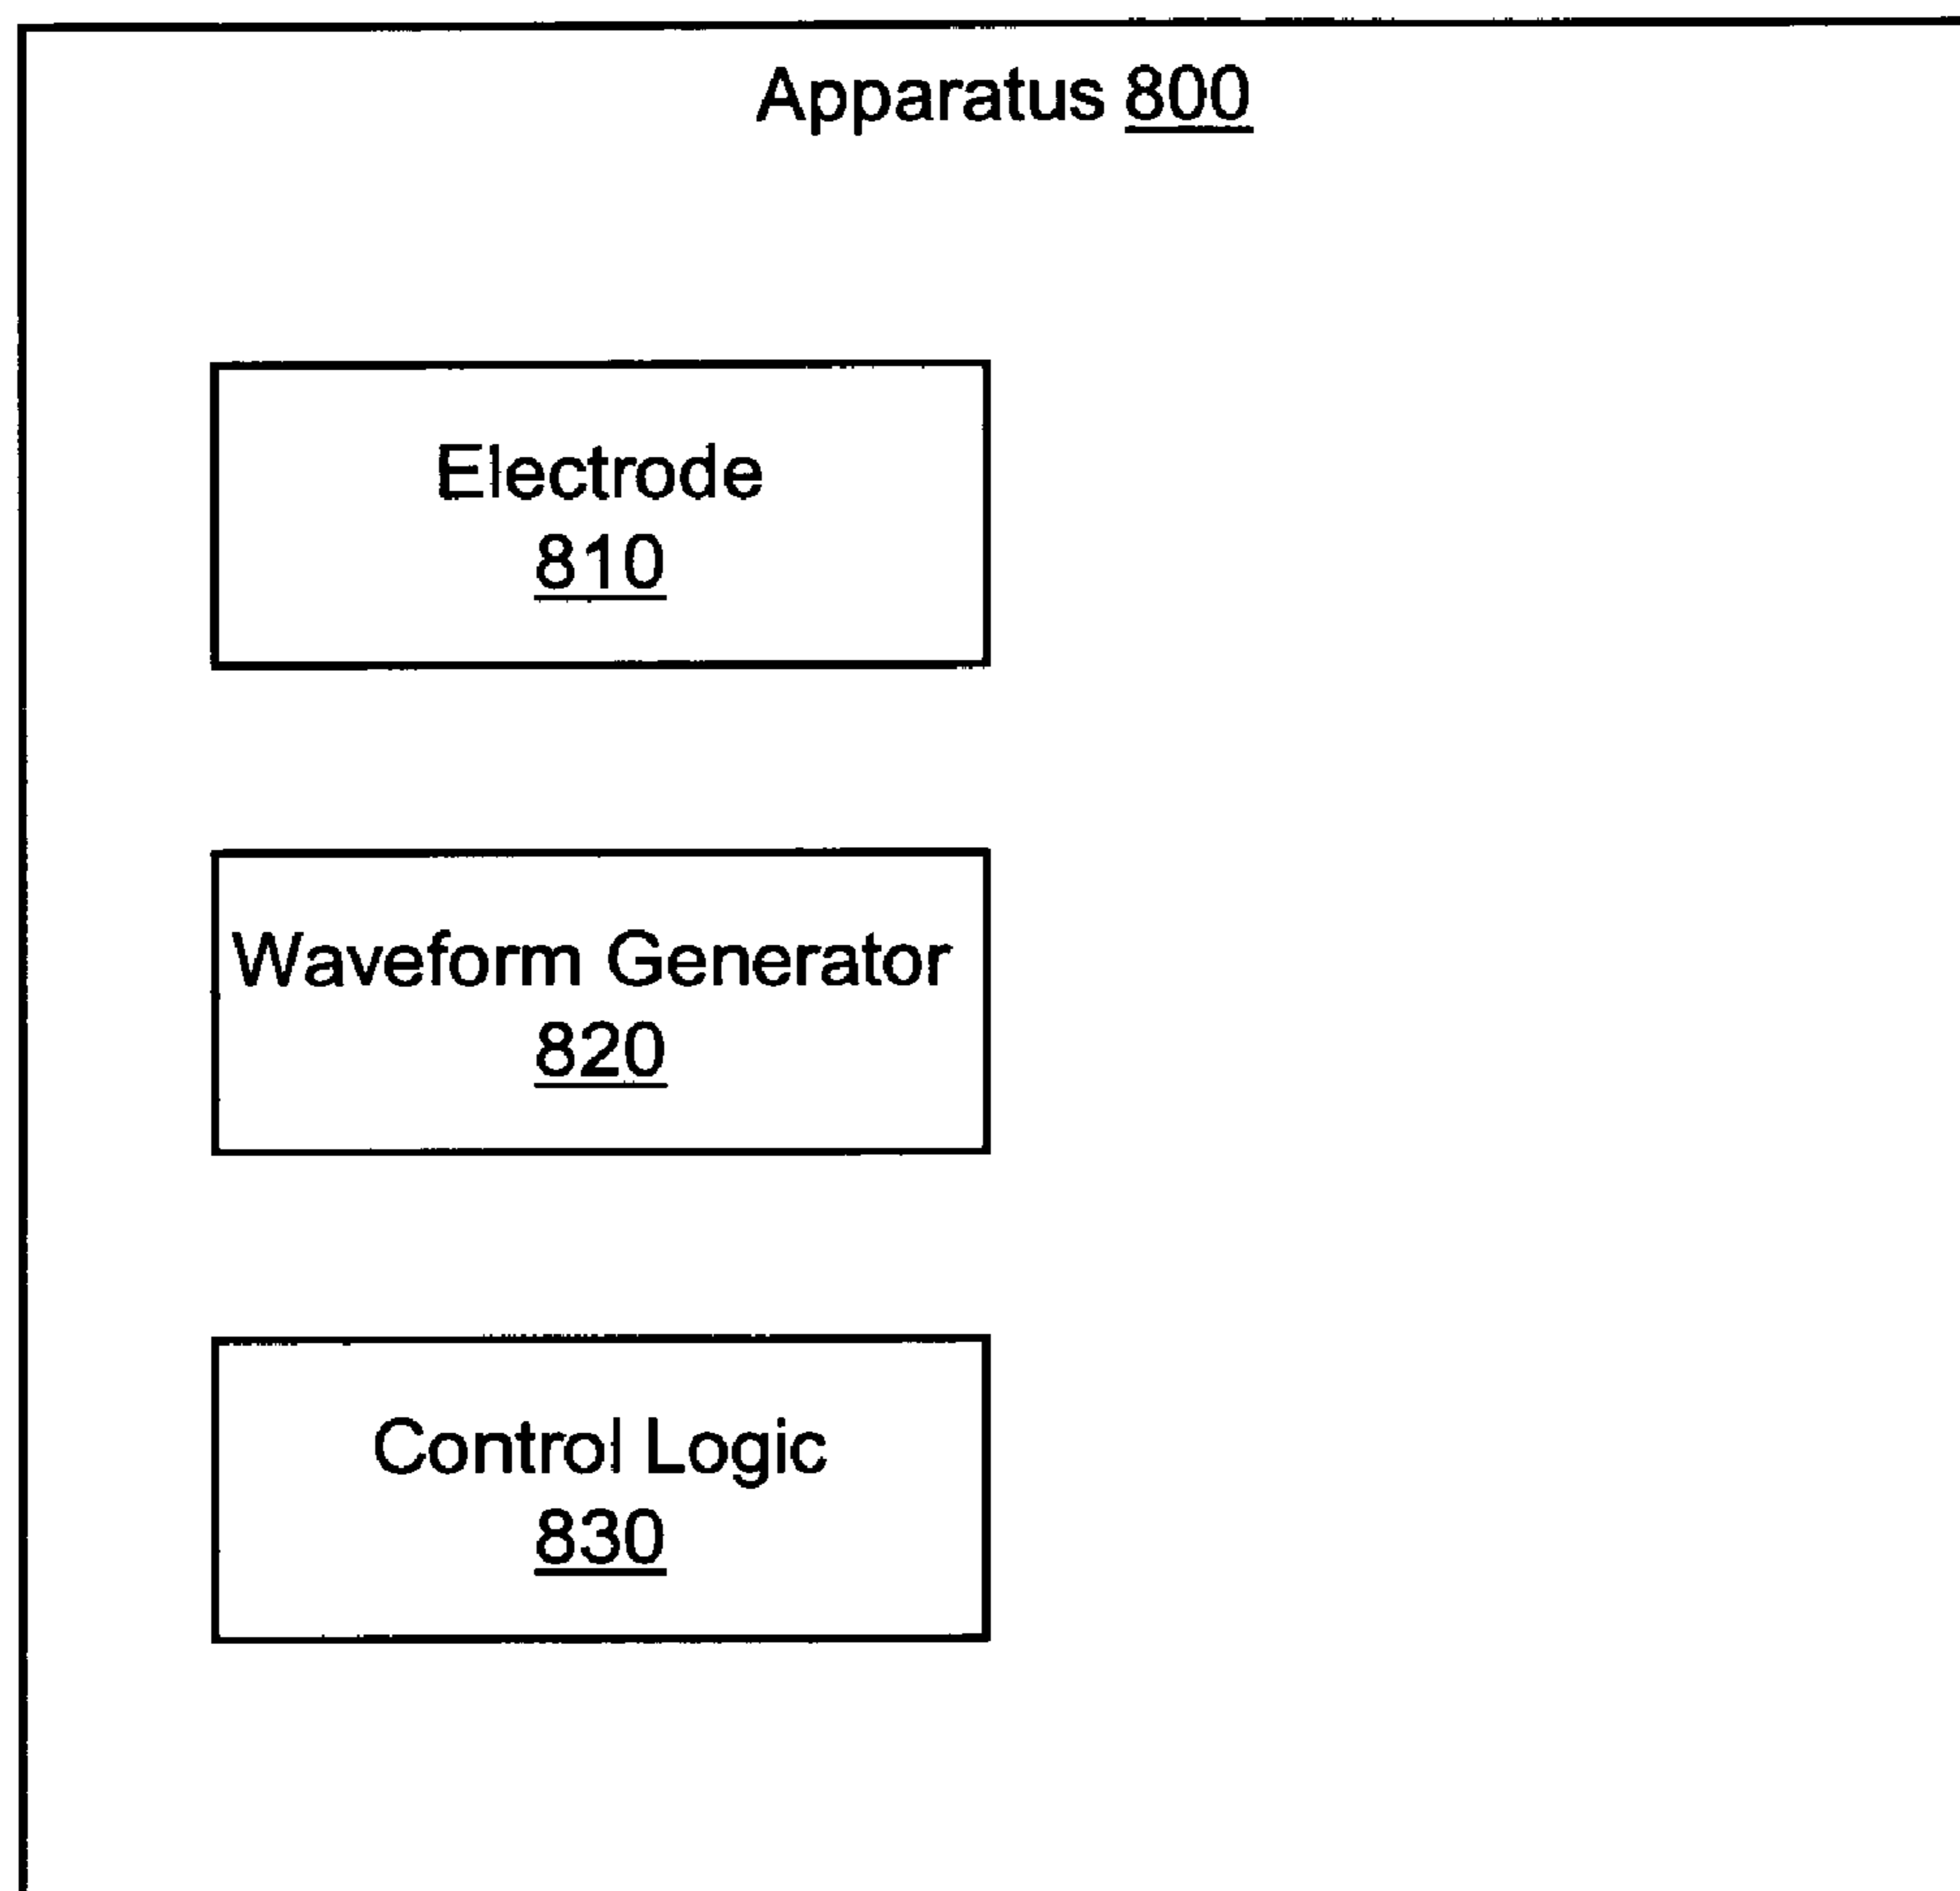 Apparatus 800
Electrode
810
Waveform Generator
820
Control Logic
830